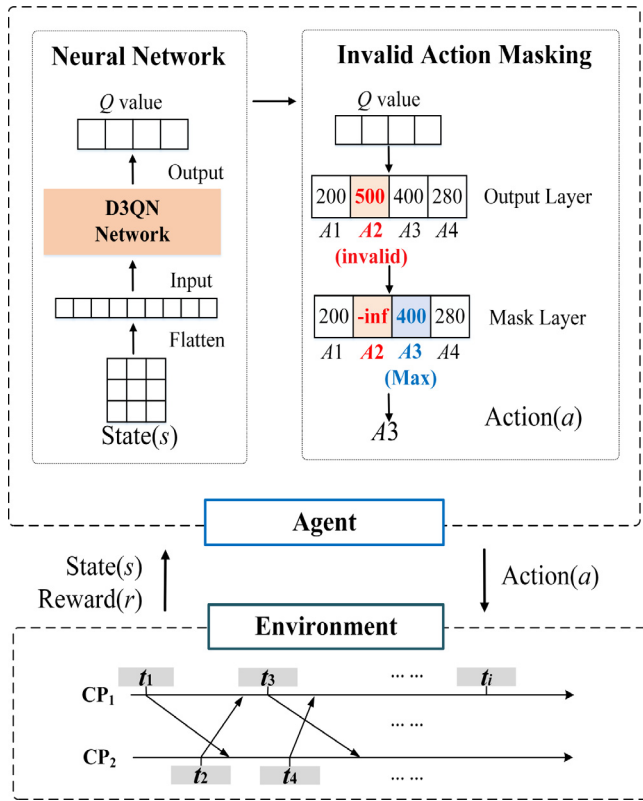 Neural Network
Q value
Output
D3QN
Network
Input
Flatten
State(s)
Invalid Action Masking
Q value
200 500 400 280 Output Layer
A1 A2 A3 A4
(invalid)
200 -inf 400 280 Mask Layer
A1 A2 A3 A4
(Max)
A3 Action(a)
Agent
State(s)
Reward(r)
Action(a)
Environment
t1 t3 ... ... ti
CP1
... ...
CP2
t2 t4 ... ...